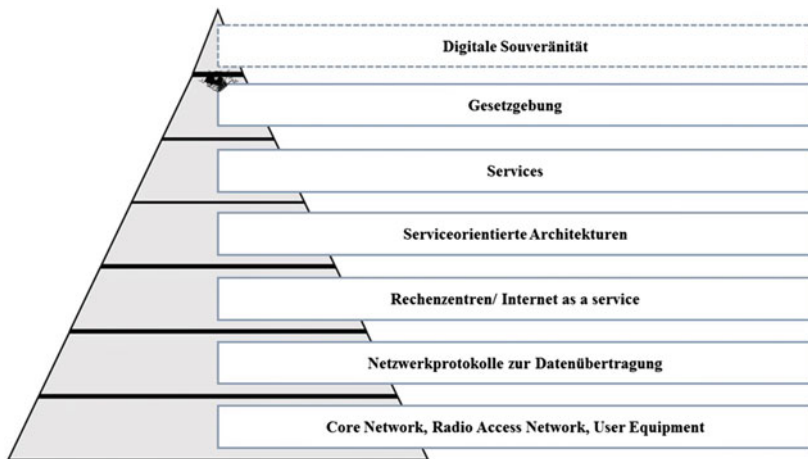 Digitale Souveränität
Gesetzgebung
Services
Serviceorientierte Architekturen
Rechenzentren/ Internet as a service
Netzwerkprotokolle zur Datenübertragung
Core Network, Radio Access Network, User Equipment